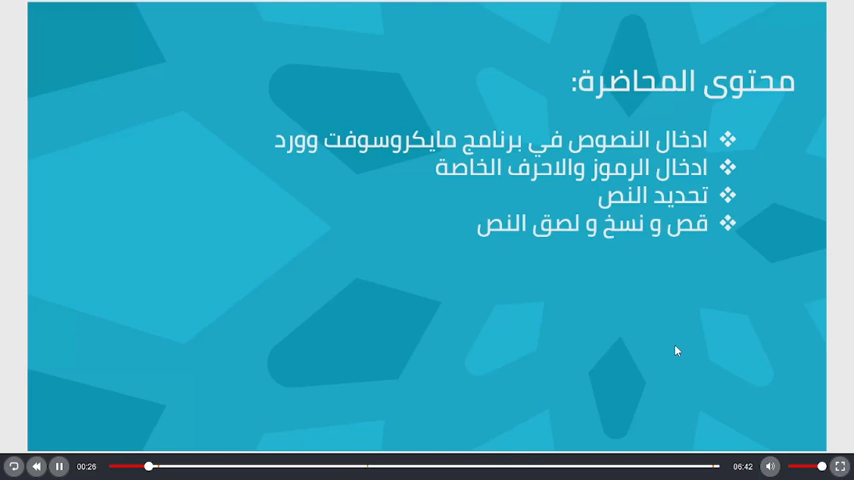 محتوى المحاضرة:
ادخال النصوص في برنامج مايكروسوفت وورد
ادخال الرموز والاحرف الخاصة
تحديد النص
قص و نسخ و لصق النص
00:26
06:42